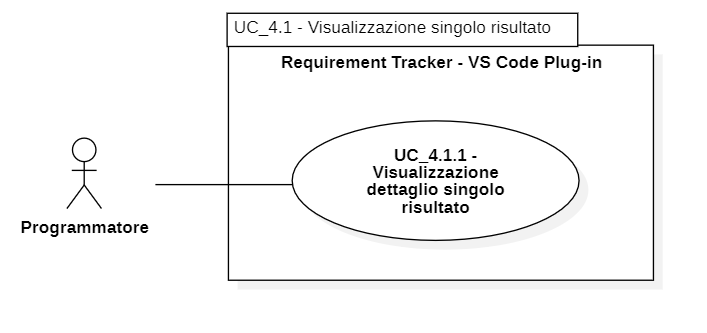 UC_4.1 - Visualizzazione singolo risultato
Requirement Tracker - VS Code Plug-in
UC_4.1.1 -
Visualizzazione
dettaglio singolo
risultato
Programmatore